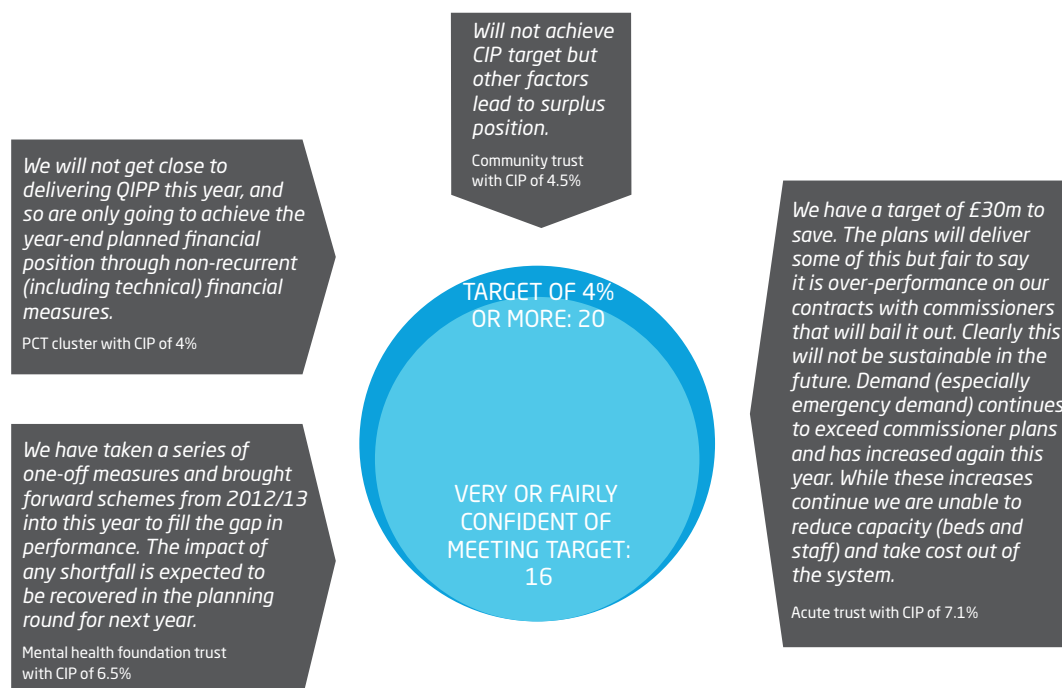 Will not achieve
CIP target but
other factors
lead to surplus
position.
Community trust
with CIP of 4.5%
We will not get close to
delivering QIPP this year, and
so are only going to achieve the
year-end planned financial
position through non-recurrent
(including technical) financial
measures.
PCT cluster with CIP of 4%
We have a target of £30m to
save. The plans will deliver
some of this but fair to say
it is over-performance on our
contracts with commissioners
that will bail it out. Clearly this
will not be sustainable in the
future. Demand (especially
emergency demand) continues
to exceed commissioner plans
and has increased again this
year. While these increases
continue we are unable to
reduce capacity (beds and
staff) and take cost out of
the system.
Acute trust with CIP of 7.1%
TARGET OF 4%
OR MORE: 20
VERY OR FAIRLY
CONFIDENT OF
MEETING TARGET:
16
We have taken a series of
one-off measures and brought
forward schemes from 2012/13
into this year to fill the gap in
performance. The impact of
any shortfall is expected to
be recovered in the planning
round for next year.
Mental health foundation trust
with CIP of 6.5%